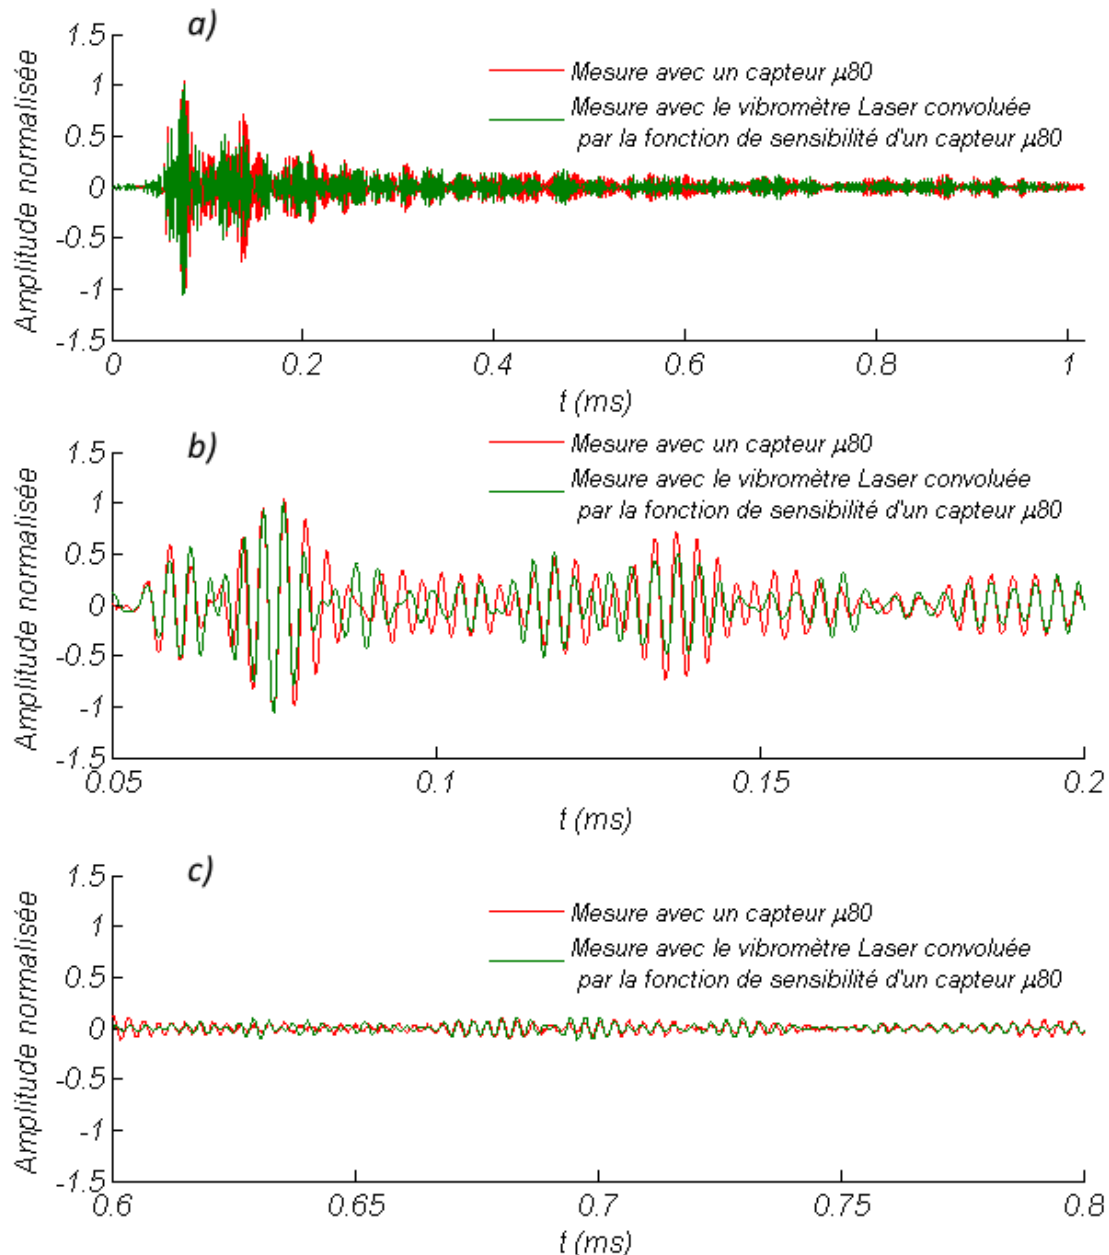 a)
1.5
1
0.5
0
-0.5
-1
-1.5
Amplitude normalisée
Mesure avec un capteur µ80
Mesure avec le vibromètre Laser convoluée
par la fonction de sensibilité d'un capteur µ80
0 0.2 0.4 0.6 0.8 1
t (ms)
b)
1.5
1
0.5
0
-0.5
-1
-1.5
Amplitude normalisée
Mesure avec un capteur µ80
Mesure avec le vibromètre Laser convoluée
par la fonction de sensibilité d'un capteur µ80
0.05 0.1 0.15 0.2
t (ms)
c)
1.5
1
0.5
0
-0.5
-1
-1.5
Amplitude normalisée
Mesure avec un capteur µ80
Mesure avec le vibromètre Laser convoluée
par la fonction de sensibilité d'un capteur µ80
0.6 0.65 0.7 0.75 0.8
t (ms)